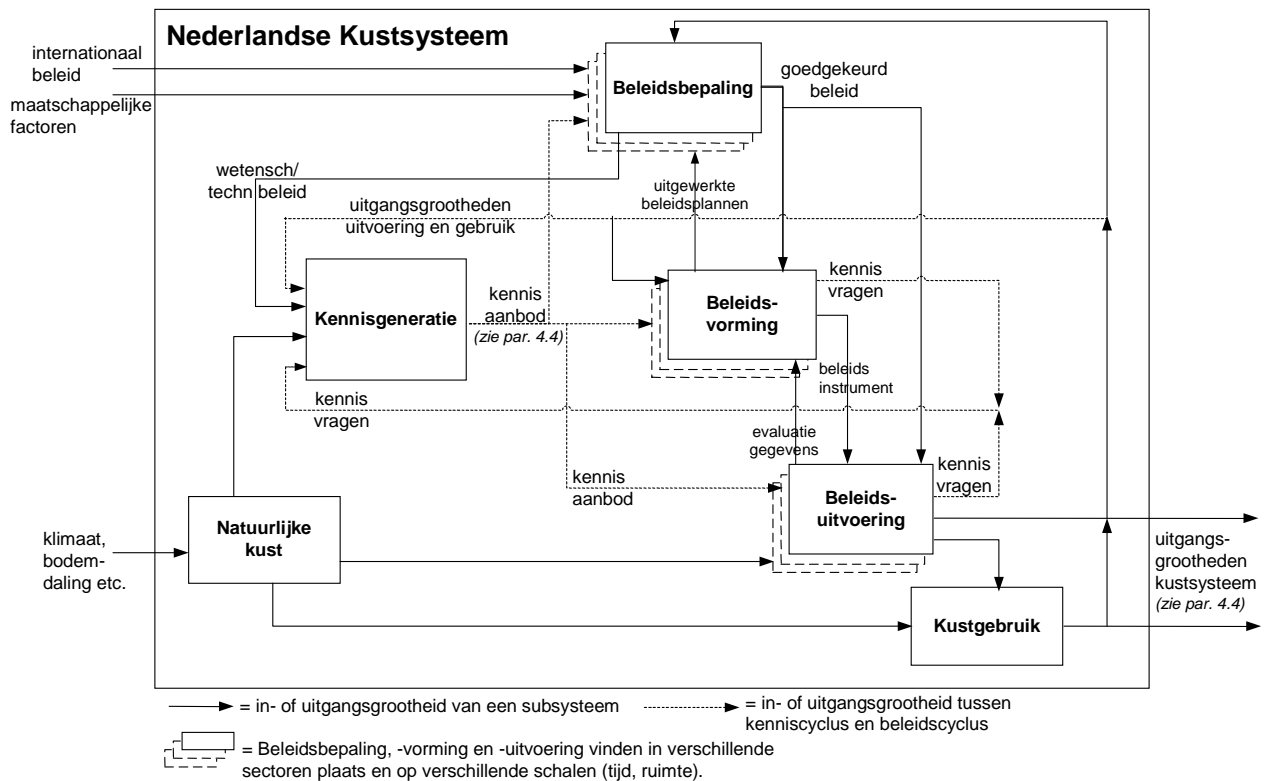 Nederlandse Kustsysteem
internationaal
beleid
maatschappelijke
factoren
Beleidsbepaling
goedgekeurd
beleid
wetensch/
techn beleid
uitgewerkte
beleidsplannen
uitgangsgrootheden
uitvoering en gebruik
Kennisgeneratie
kennis
aanbod
(zie par. 4.4)
Beleids-
vorming
kennis
vragen
beleids
instrument
kennis
vragen
evaluatie
gegevens
kennis
aanbod
Beleids-
uitvoering
kennis
vragen
Natuurlijke
kust
klimaat,
bodem-
daling etc.
uitgangs-
grootheden
kustsysteem
(zie par. 4.4)
Kustgebruik
= in- of uitgangsgrootheid van een subsysteem
= in- of uitgangsgrootheid tussen
kenniscyclus en beleidscyclus
= Beleidsbepaling, -vorming en -uitvoering vinden in verschillende
sectoren plaats en op verschillende schalen (tijd, ruimte).